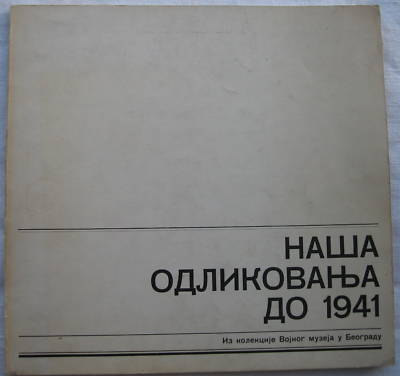 НАША
ОДЛИКОВАЊА
ДО 1941
Из колекције Војног музеја у Београду